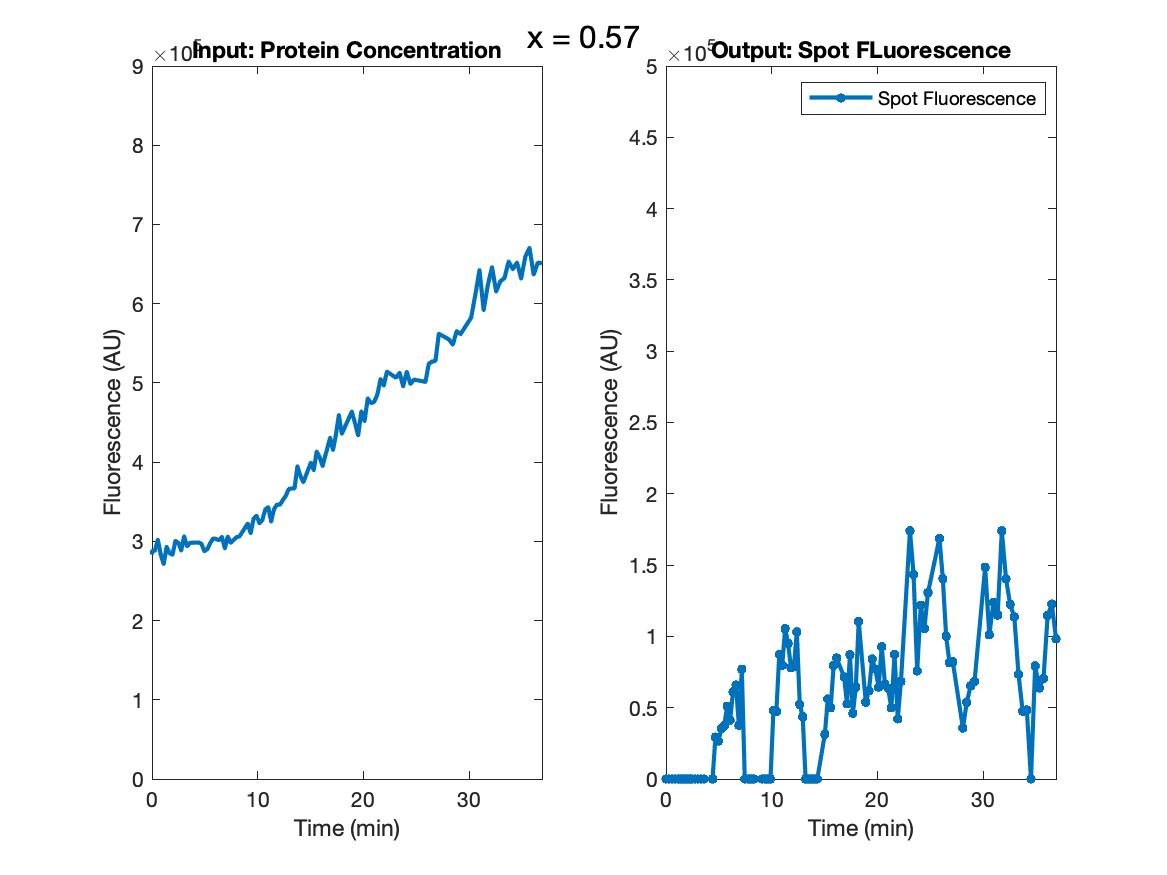 x = 0.57
×10⁵
Input: Protein Concentration
9
8
7
6
5
4
3
2
1
0
Fluorescence (AU)
0 10 20 30
Time (min)
×10⁵
Output: Spot FLuorescence
Spot Fluorescence
5
4.5
4
3.5
3
2.5
2
1.5
1
0.5
0
Fluorescence (AU)
0 10 20 30
Time (min)